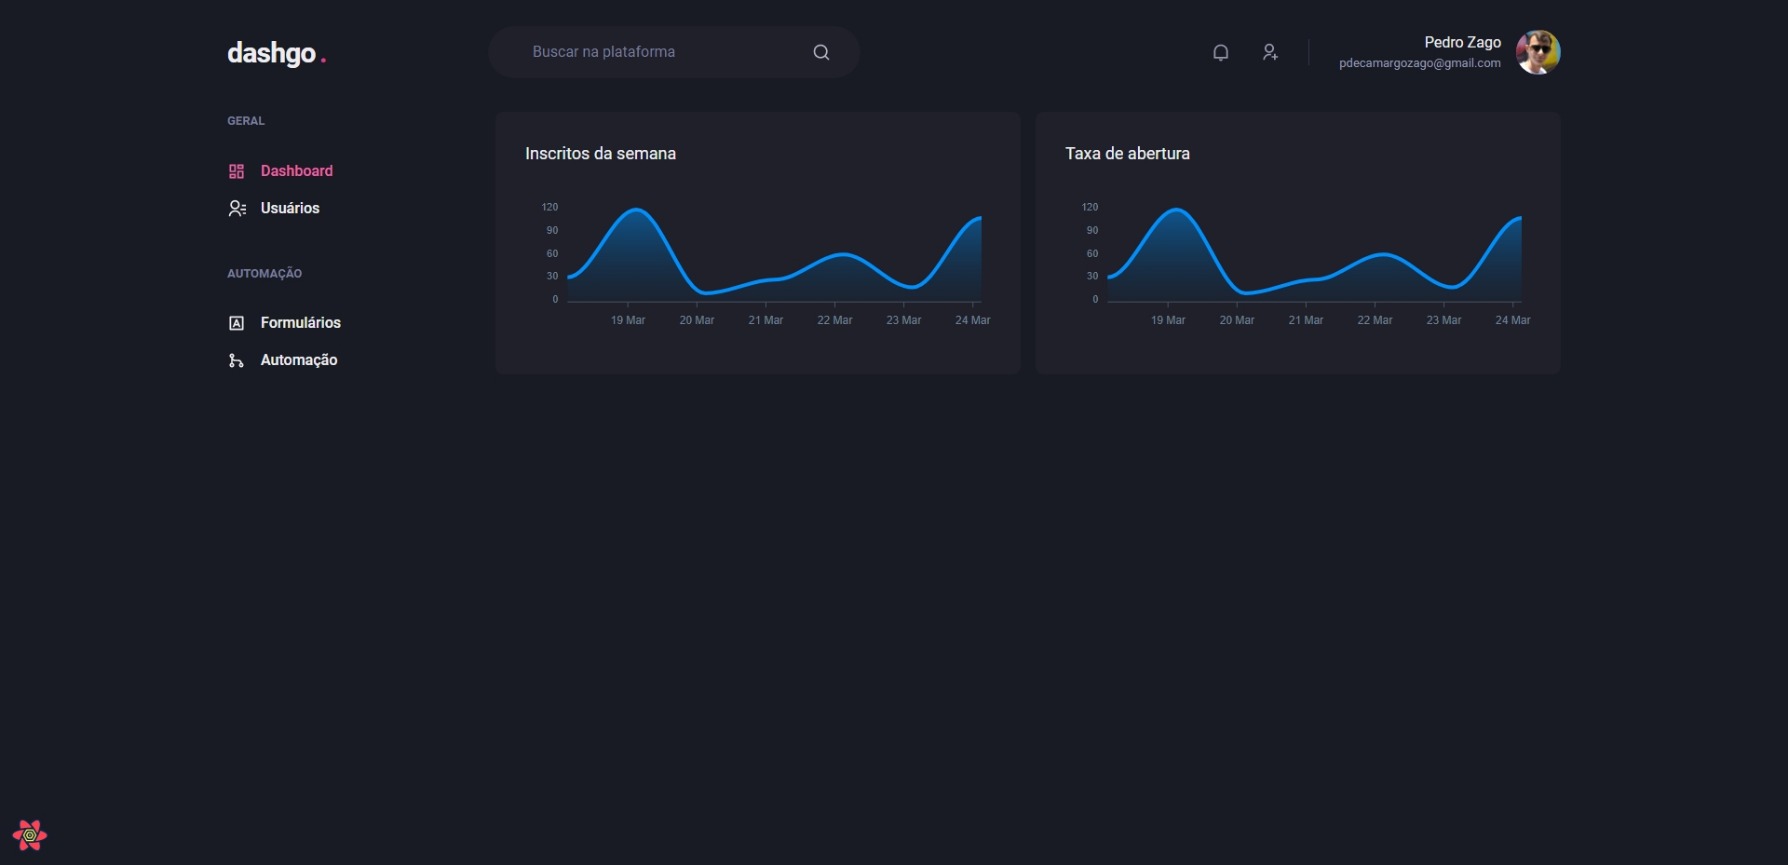 dashgo.
Buscar na plataforma
Pedro Zago
pdecamargozago@gmail.com
GERAL
Dashboard
Usuários
AUTOMAÇÃO
Formulários
Automação
Inscritos da semana
120
90
60
30
0
19 Mar 20 Mar 21 Mar 22 Mar 23 Mar 24 Mar
Taxa de abertura
120
90
60
30
0
19 Mar 20 Mar 21 Mar 22 Mar 23 Mar 24 Mar